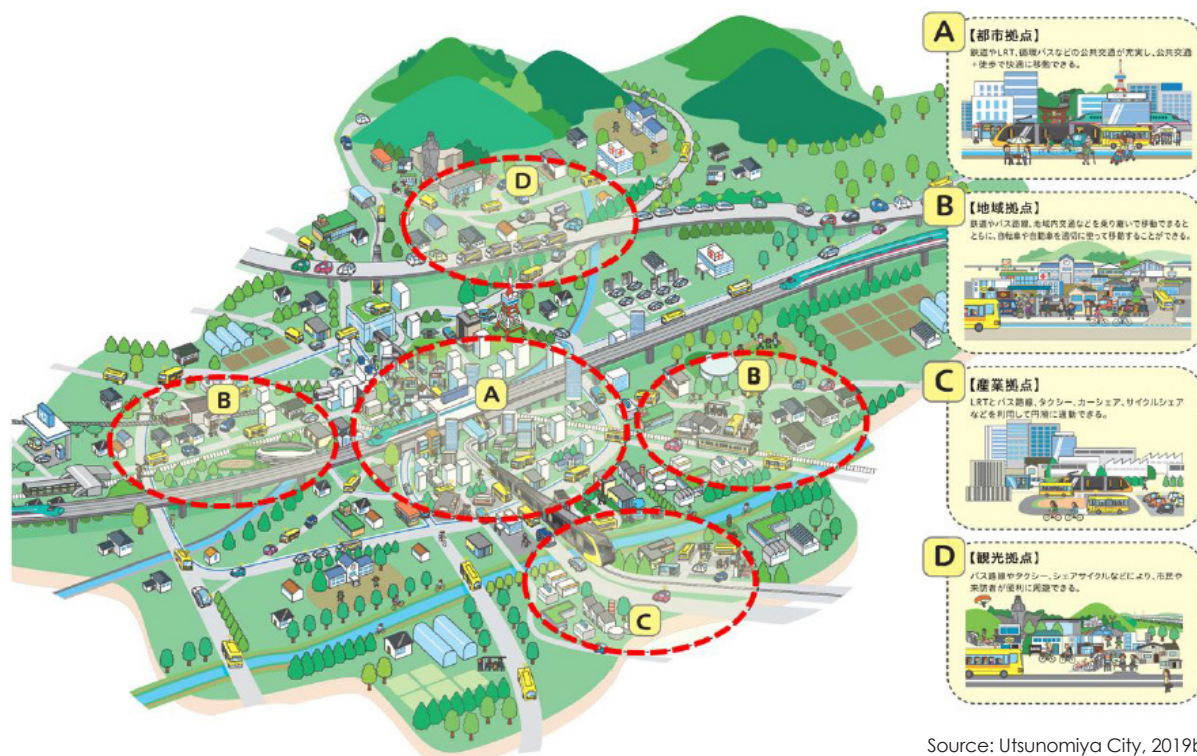 A
【都市拠点】
鉄道やLRT、循環バスなどの公共交通が充実し、公共交通
+徒歩で快適に移動できる。
B
【地域拠点】
鉄道やバス路線、地域内交通などを乗り継いで移動できると
ともに、自転車や自動車を適切に使って移動することができる。
C
【産業拠点】
LRTとバス路線、タクシー、カーシェア、サイクルシェア
などを利用して円滑に通勤できる。
D
【観光拠点】
バス路線やタクシー、シェアサイクルなどにより、市民や
来訪者が便利に周遊できる。
D
B
A
B
C
Source: Utsunomiya City, 2019b